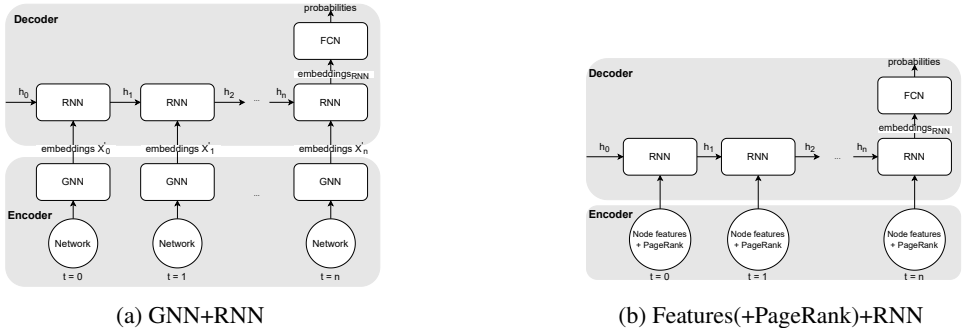 probabilities
Decoder
FCN
embeddings_RNN
h_0 RNN h_1 RNN h_2 ... h_n RNN
embeddings X'_0 embeddings X'_1 embeddings X'_n
GNN GNN ... GNN
Encoder
Network Network Network
t = 0 t = 1 t = n
(a) GNN+RNN
probabilities
Decoder
FCN
embeddings_RNN
h_0 RNN h_1 RNN h_2 ... h_n RNN
Encoder
Node features Node features Node features
+ PageRank + PageRank + PageRank
t = 0 t = 1 t = n
(b) Features(+PageRank)+RNN